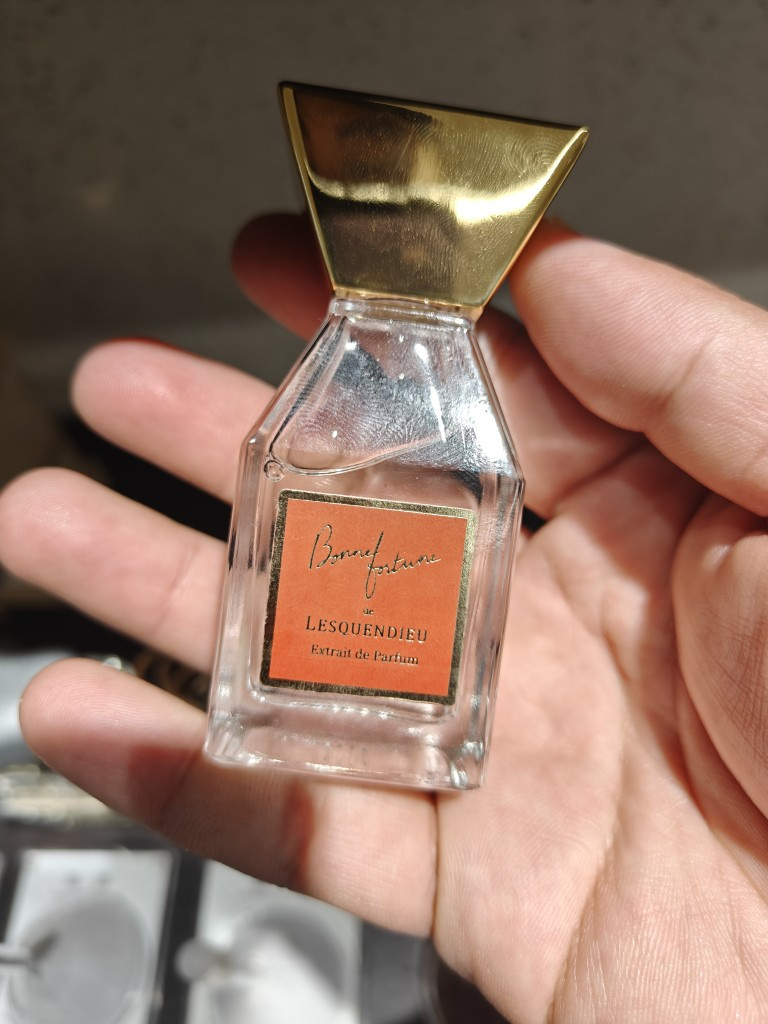 Bonne fortune
de
LESQUENDIEU
Extrait de Parfum